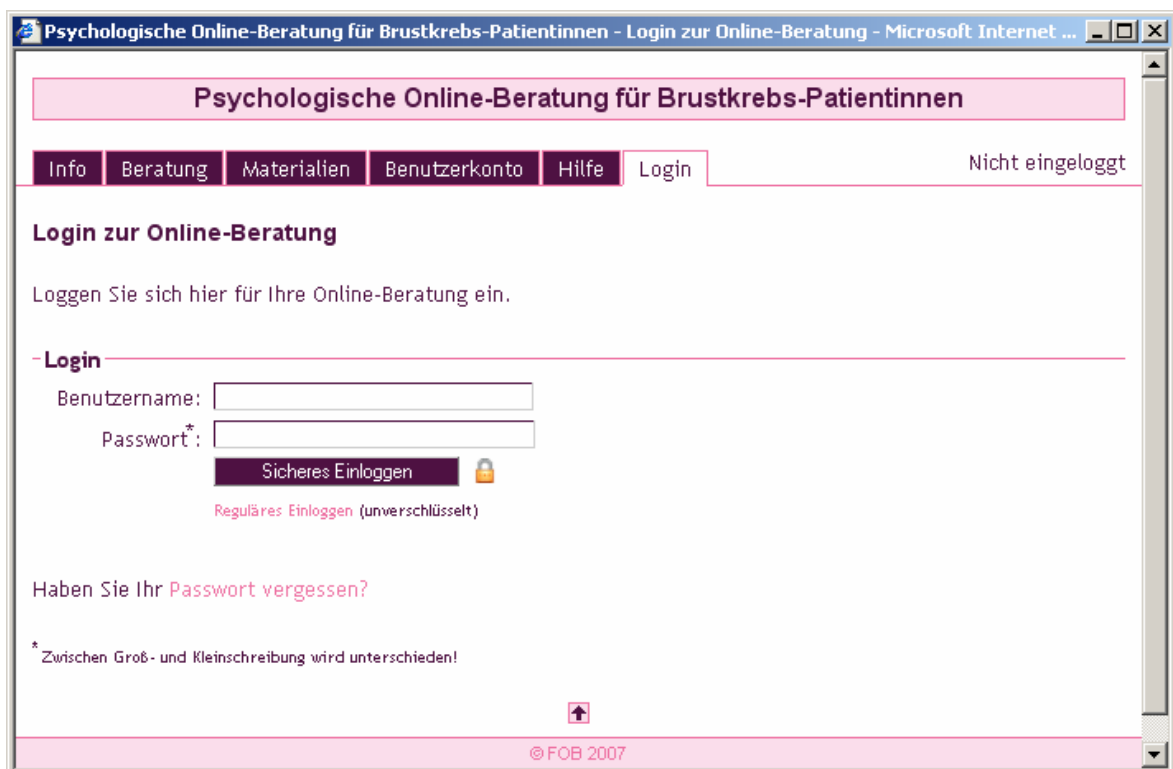 Psychologische Online-Beratung für Brustkrebs-Patientinnen - Login zur Online-Beratung - Microsoft Internet ...
Psychologische Online-Beratung für Brustkrebs-Patientinnen
Info Beratung Materialien Benutzerkonto Hilfe Login Nicht eingeloggt
Login zur Online-Beratung
Loggen Sie sich hier für Ihre Online-Beratung ein.
Login
Benutzername:
Passwort*:
Sicheres Einloggen
Reguläres Einloggen (unverschlüsselt)
Haben Sie Ihr Passwort vergessen?
*Zwischen Groß- und Kleinschreibung wird unterschieden!
© FOB 2007